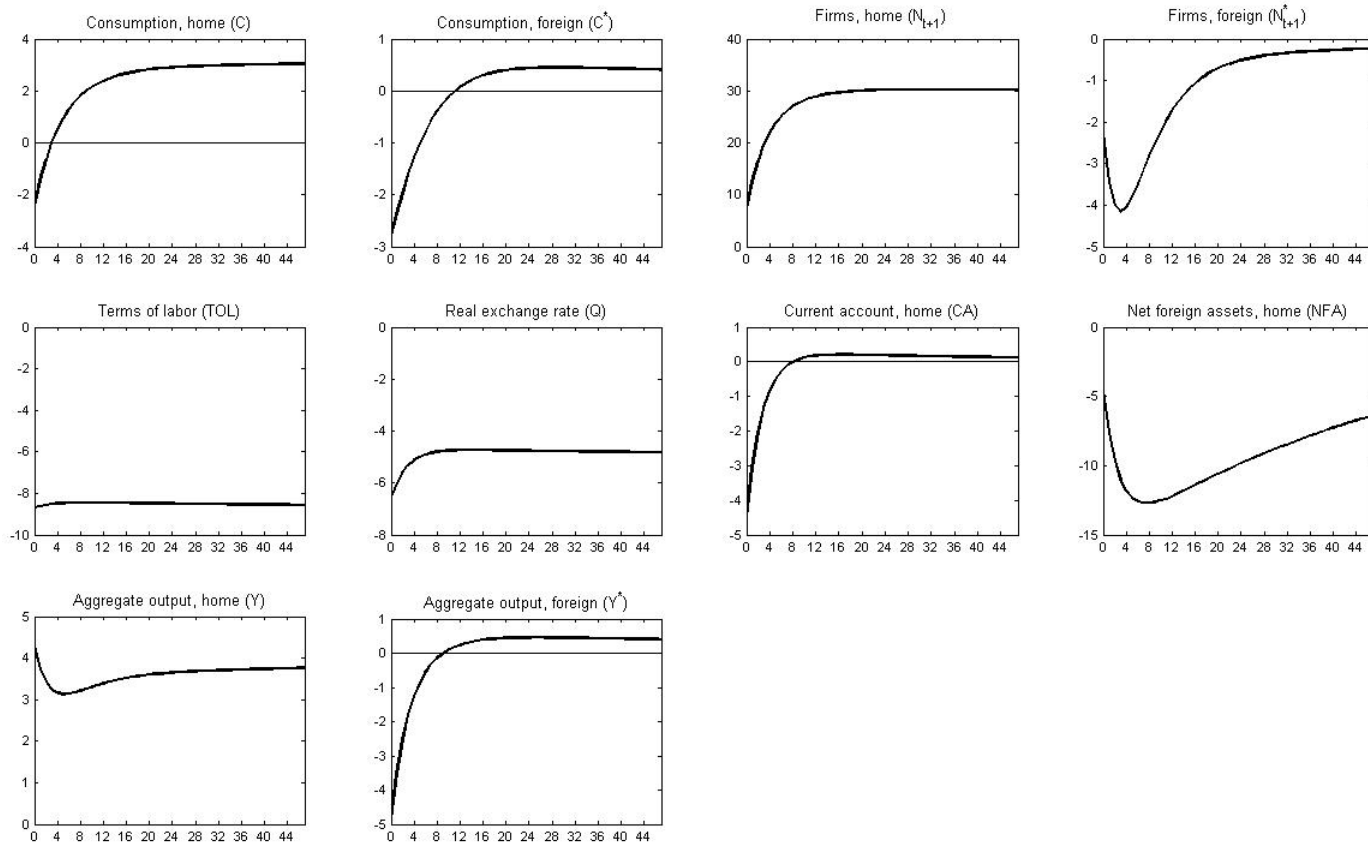 Consumption, home (C)
4
2
0
-2
-4
0 4 8 12 16 20 24 28 32 36 40 44
Consumption, foreign (C*)
1
0
-1
-2
-3
0 4 8 12 16 20 24 28 32 36 40 44
Firms, home (Nt+1)
40
30
20
10
0
0 4 8 12 16 20 24 28 32 36 40 44
Firms, foreign (N*t+1)
0
-1
-2
-3
-4
-5
0 4 8 12 16 20 24 28 32 36 40 44
Terms of labor (TOL)
0
-2
-4
-6
-8
-10
0 4 8 12 16 20 24 28 32 36 40 44
Real exchange rate (Q)
0
-2
-4
-6
-8
0 4 8 12 16 20 24 28 32 36 40 44
Current account, home (CA)
1
0
-1
-2
-3
-4
-5
0 4 8 12 16 20 24 28 32 36 40 44
Net foreign assets, home (NFA)
0
-5
-10
-15
0 4 8 12 16 20 24 28 32 36 40 44
Aggregate output, home (Y)
5
4
3
2
1
0
0 4 8 12 16 20 24 28 32 36 40 44
Aggregate output, foreign (Y*)
1
0
-1
-2
-3
-4
-5
0 4 8 12 16 20 24 28 32 36 40 44